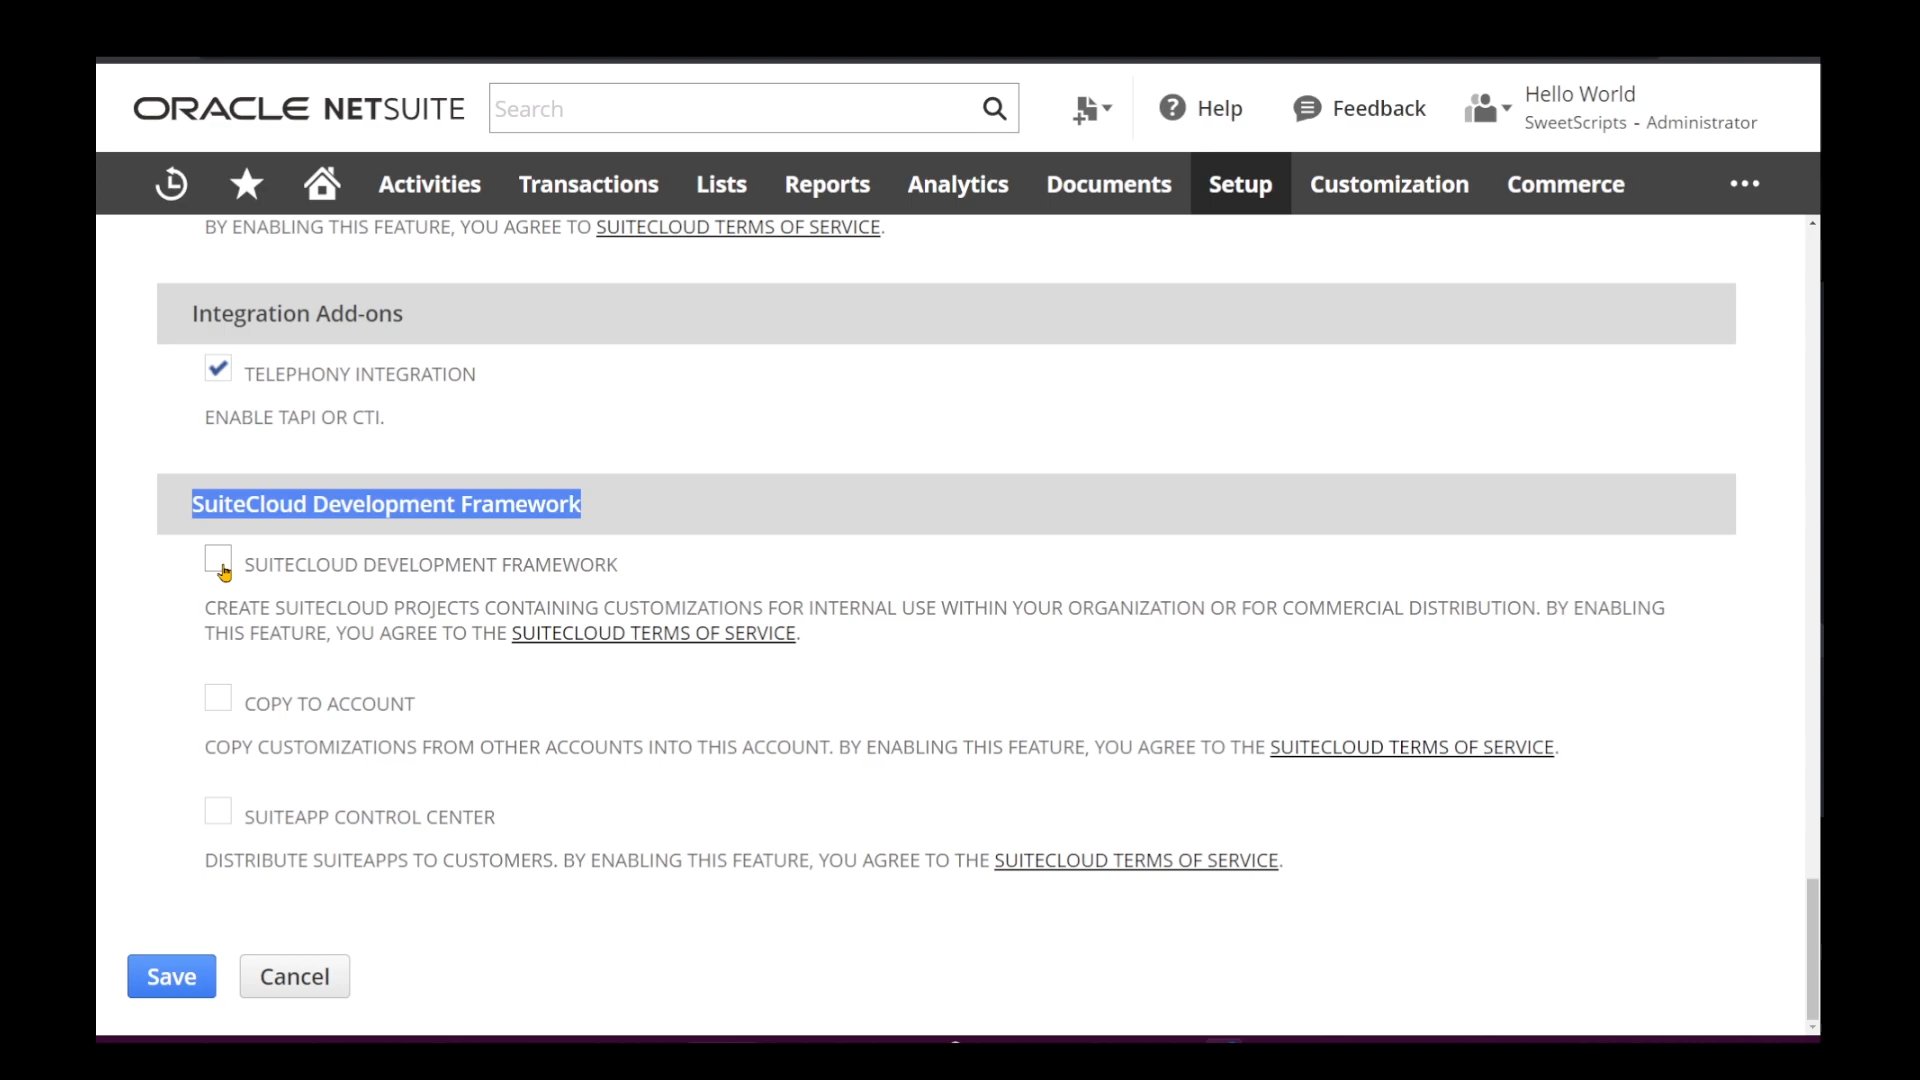 ORACLE NETSUITE
Search
Help
Feedback
Hello World
SweetScripts - Administrator
Activities
Transactions
Lists
Reports
Analytics
Documents
Setup
Customization
Commerce
BY ENABLING THIS FEATURE, YOU AGREE TO SUITECLOUD TERMS OF SERVICE.
Integration Add-ons
TELEPHONY INTEGRATION
ENABLE TAPI OR CTI.
SuiteCloud Development Framework
SUITECLOUD DEVELOPMENT FRAMEWORK
CREATE SUITECLOUD PROJECTS CONTAINING CUSTOMIZATIONS FOR INTERNAL USE WITHIN YOUR ORGANIZATION OR FOR COMMERCIAL DISTRIBUTION. BY ENABLING
THIS FEATURE, YOU AGREE TO THE SUITECLOUD TERMS OF SERVICE.
COPY TO ACCOUNT
COPY CUSTOMIZATIONS FROM OTHER ACCOUNTS INTO THIS ACCOUNT. BY ENABLING THIS FEATURE, YOU AGREE TO THE SUITECLOUD TERMS OF SERVICE.
SUITEAPP CONTROL CENTER
DISTRIBUTE SUITEAPPS TO CUSTOMERS. BY ENABLING THIS FEATURE, YOU AGREE TO THE SUITECLOUD TERMS OF SERVICE.
Save
Cancel